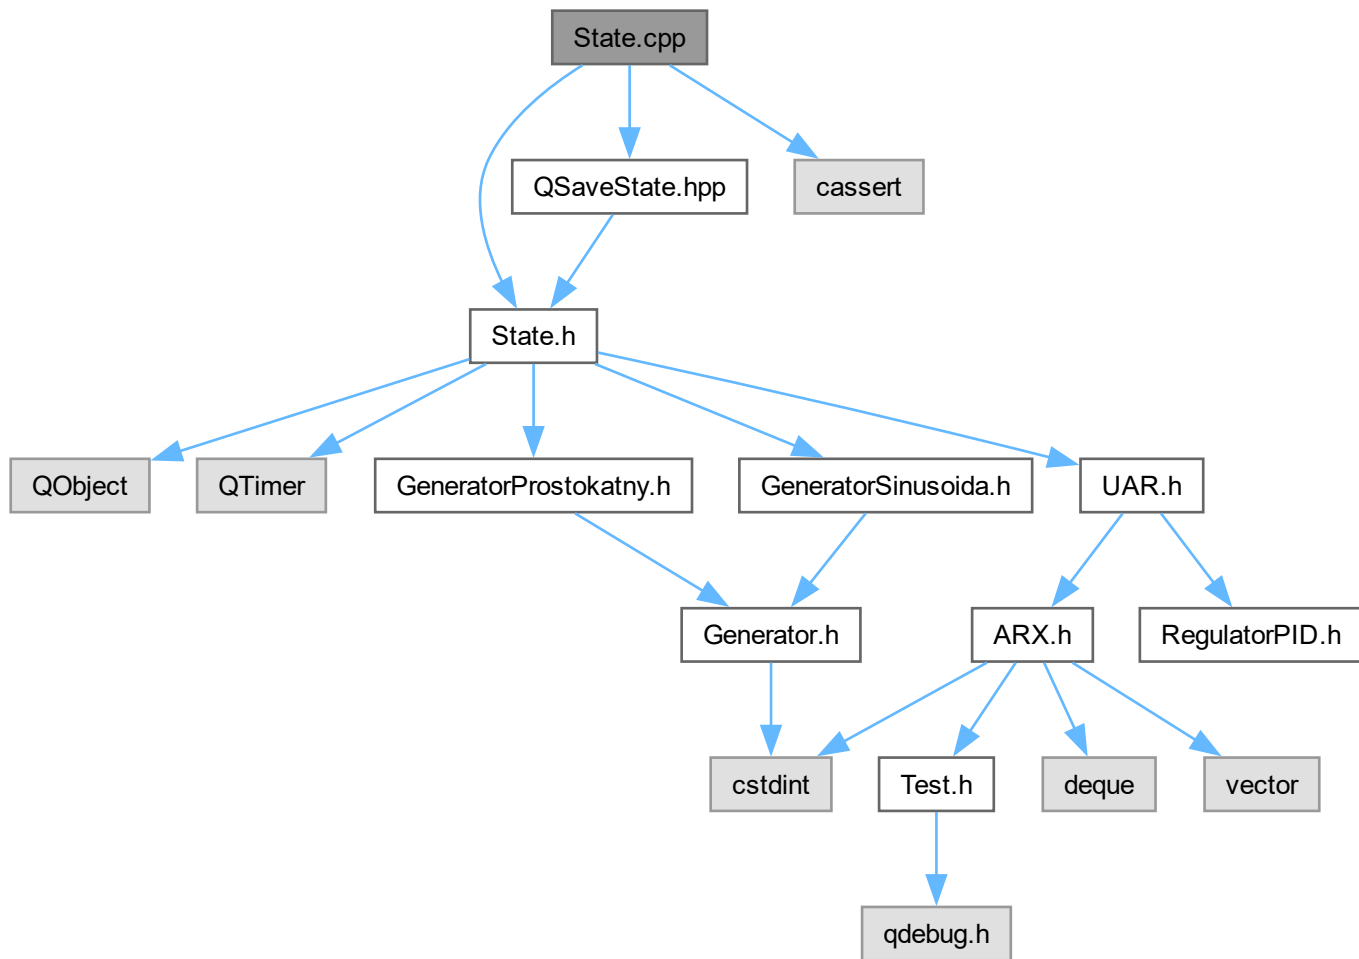 State.cpp
QSaveState.hpp
cassert
State.h
QObject
QTimer
GeneratorProstokatny.h
GeneratorSinusoida.h
UAR.h
Generator.h
ARX.h
RegulatorPID.h
cstdint
Test.h
deque
vector
qdebug.h